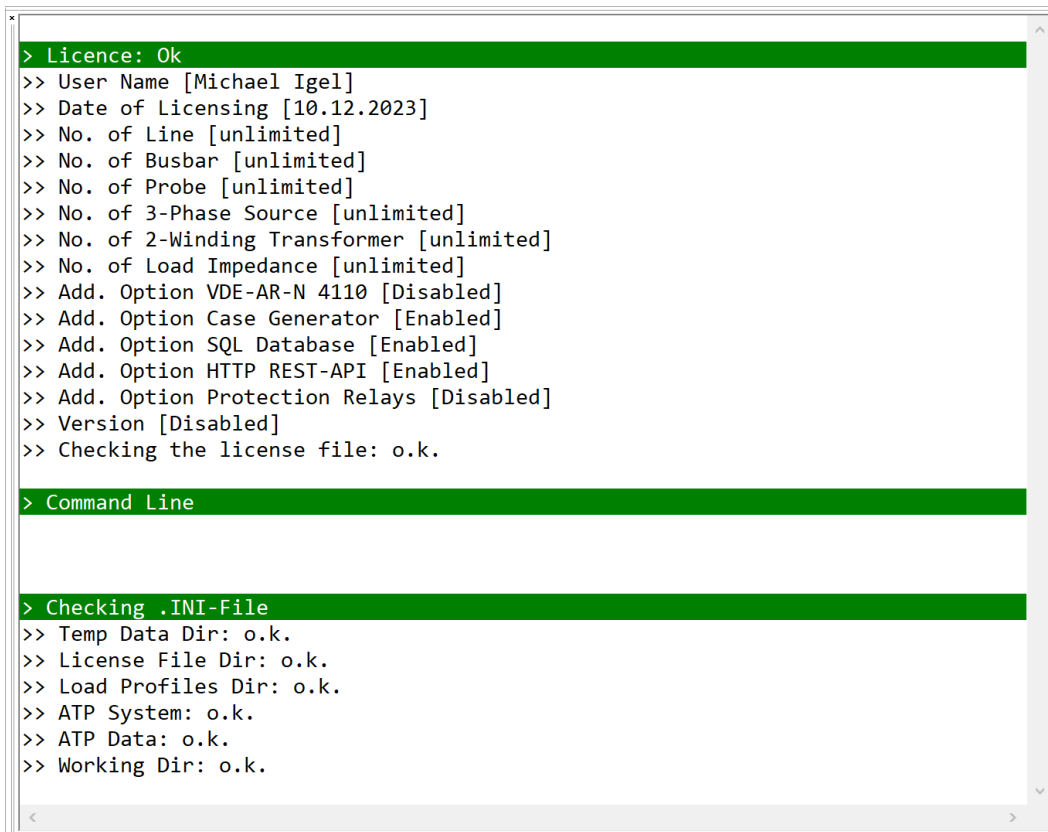 > Licence: Ok
>> User Name [Michael Igel]
>> Date of Licensing [10.12.2023]
>> No. of Line [unlimited]
>> No. of Busbar [unlimited]
>> No. of Probe [unlimited]
>> No. of 3-Phase Source [unlimited]
>> No. of 2-Winding Transformer [unlimited]
>> No. of Load Impedance [unlimited]
>> Add. Option VDE-AR-N 4110 [Disabled]
>> Add. Option Case Generator [Enabled]
>> Add. Option SQL Database [Enabled]
>> Add. Option HTTP REST-API [Enabled]
>> Add. Option Protection Relays [Disabled]
>> Version [Disabled]
>> Checking the license file: o.k.
> Command Line
> Checking .INI-File
>> Temp Data Dir: o.k.
>> License File Dir: o.k.
>> Load Profiles Dir: o.k.
>> ATP System: o.k.
>> ATP Data: o.k.
>> Working Dir: o.k.